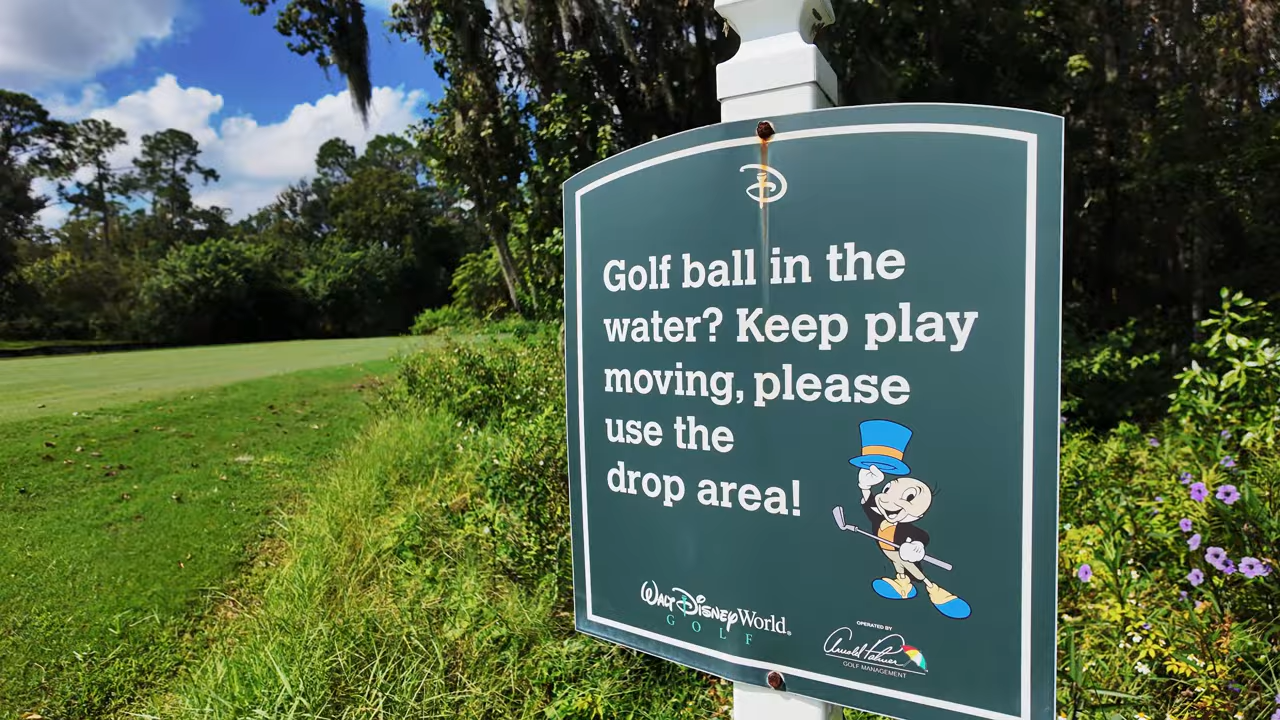 D
Golf ball in the
water? Keep play
moving, please
use the
drop area!
Walt Disney World
GOLF
OPERATED BY
Arnold Palmer
GOLF MANAGEMENT